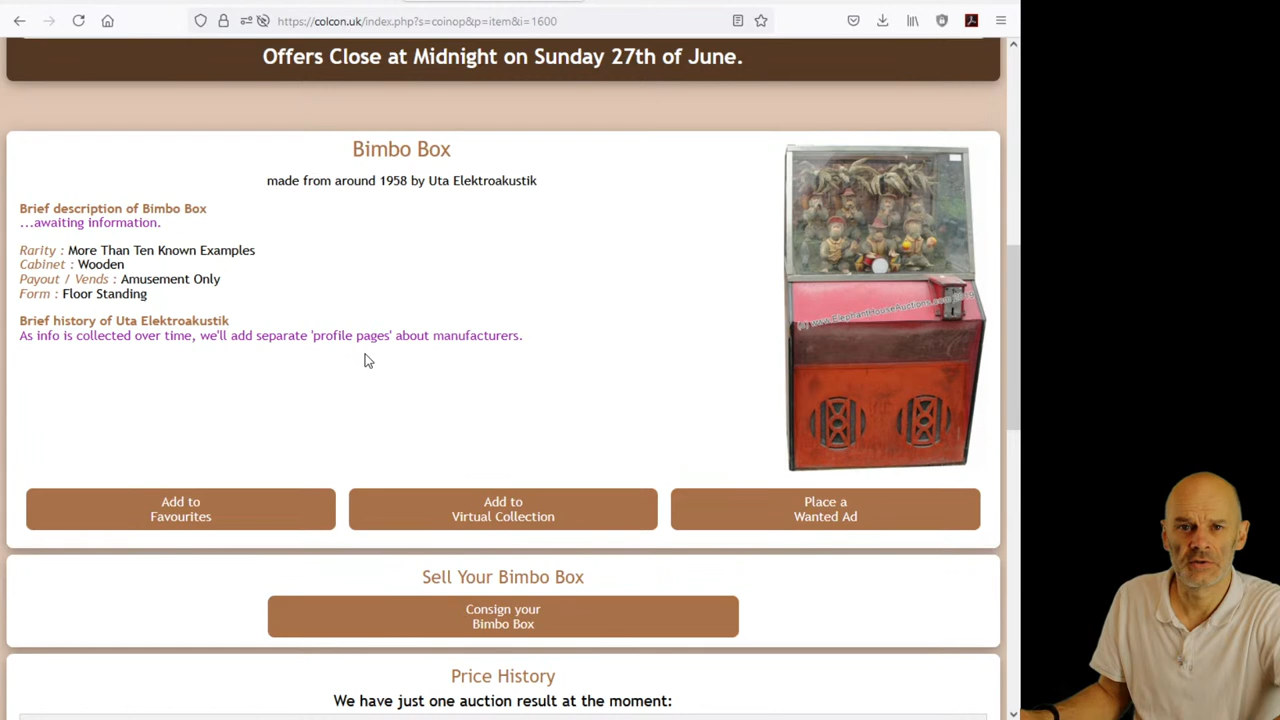 https://colcon.uk/index.php?s=coinop&p=item&i=1600
Offers Close at Midnight on Sunday 27th of June.
Bimbo Box
made from around 1958 by Uta Elektroakustik
Brief description of Bimbo Box
...awaiting information.
Rarity : More Than Ten Known Examples
Cabinet : Wooden
Payout / Vends : Amusement Only
Form : Floor Standing
Brief history of Uta Elektroakustik
As info is collected over time, we'll add separate 'profile pages' about manufacturers.
(c) www.ElephantHouseAuctions.com
Add to
Favourites
Add to
Virtual Collection
Place a
Wanted Ad
Sell Your Bimbo Box
Consign your
Bimbo Box
Price History
We have just one auction result at the moment: